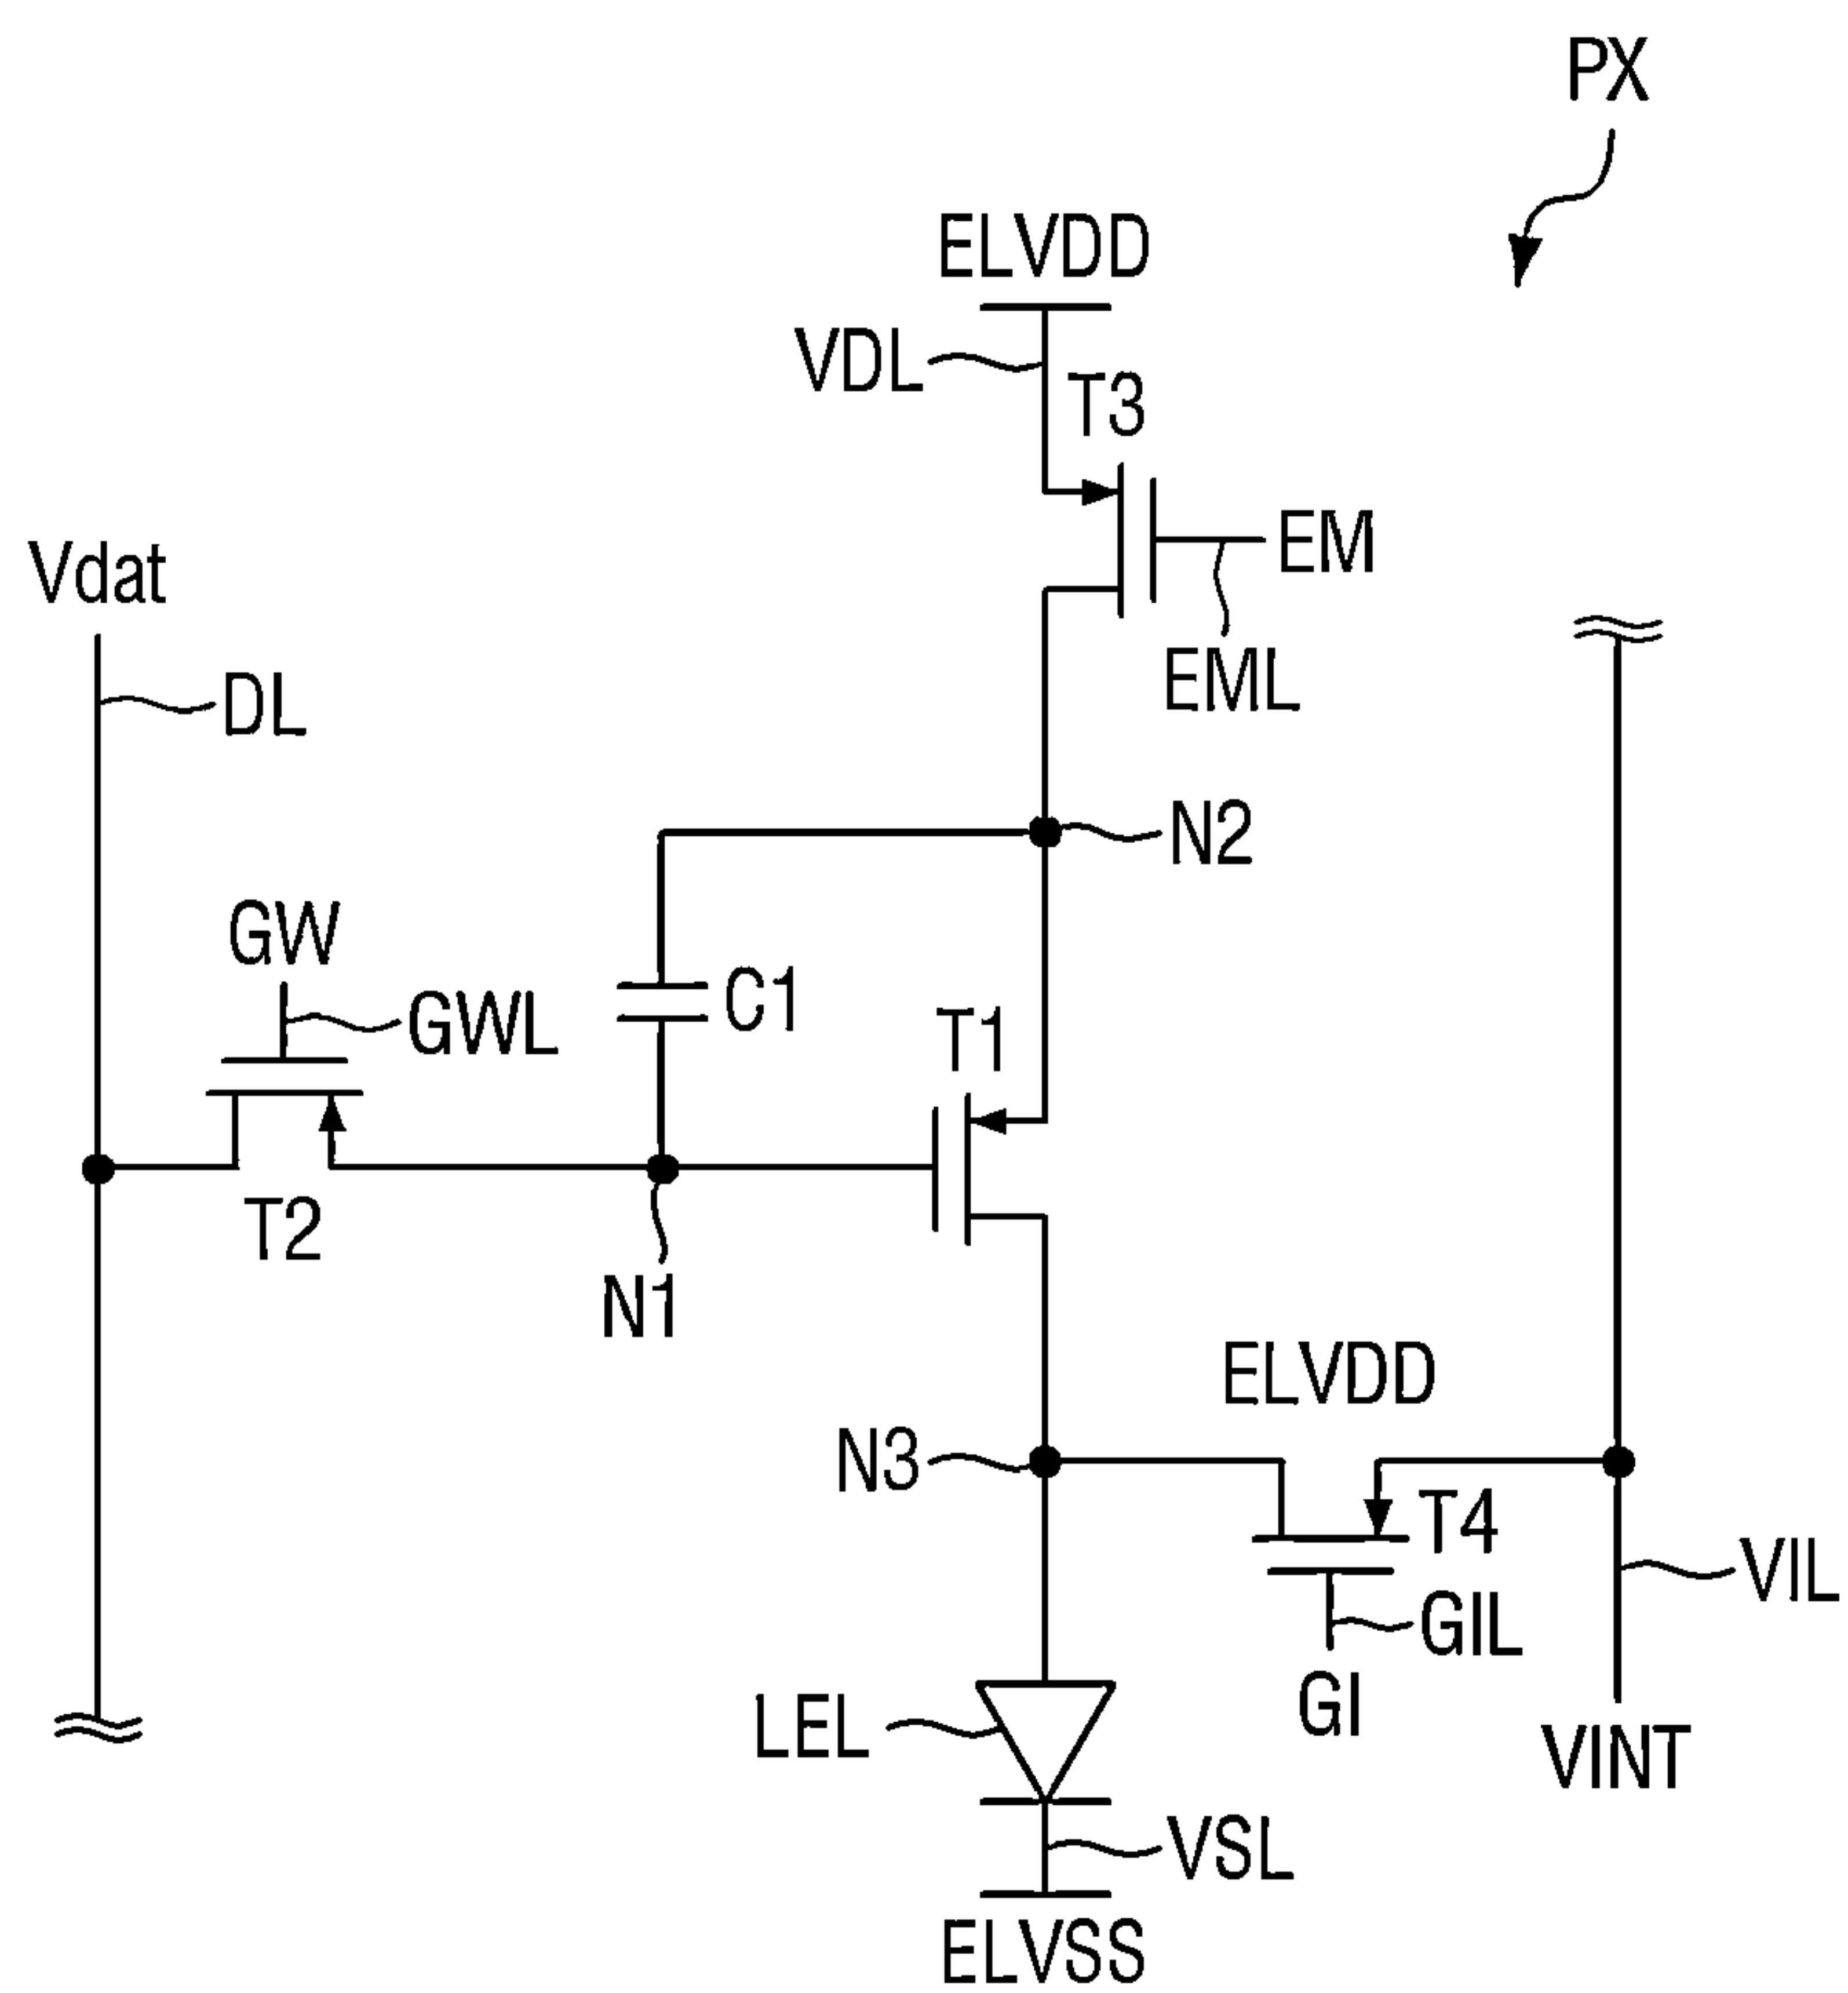 PX
ELVDD
VDL
T3
EM
Vdat
EML
DL
N2
GW
GWL
C1
T1
T2
N1
ELVDD
N3
T4
VIL
GIL
GI
LEL
VINT
VSL
ELVSS